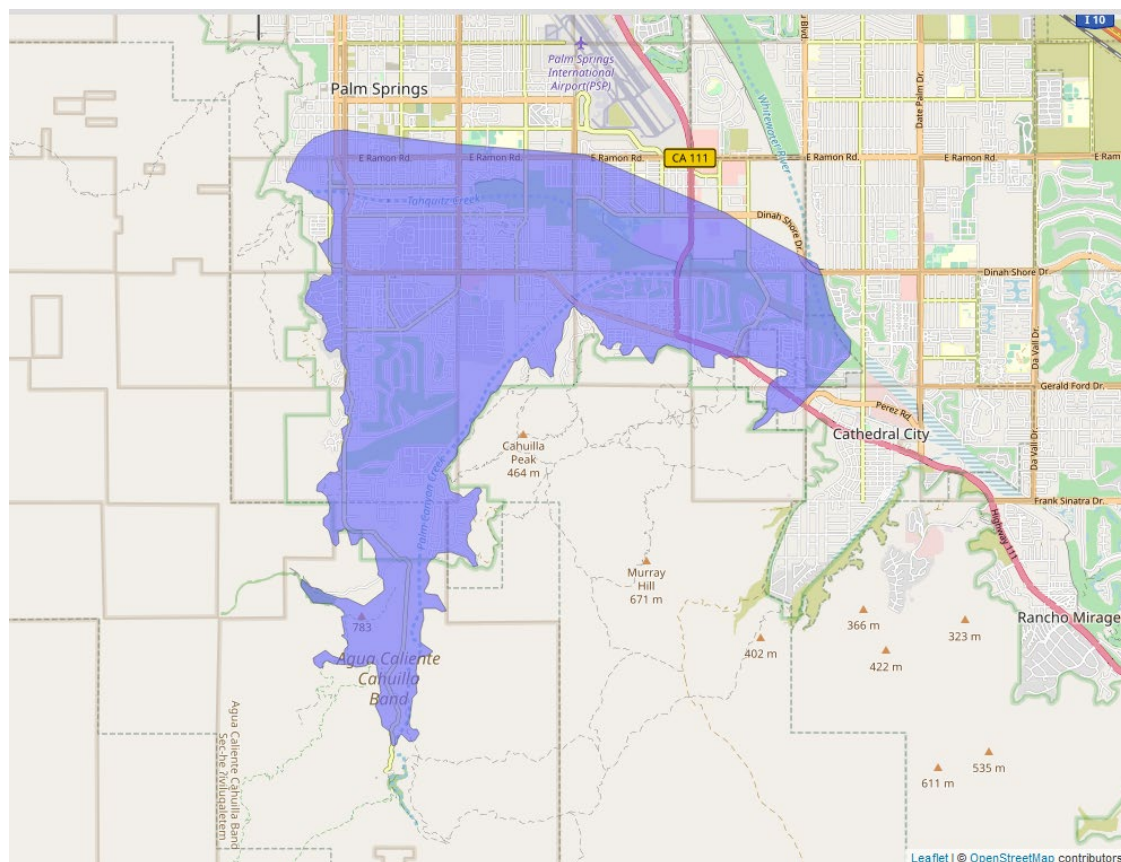 I 10
Palm Springs
International
Airport(PSP)
Palm Springs
Whitewater River
Date Palm Dr.
E Ramon Rd.
E Ramon Rd.
CA 111
E Ramon Rd.
Tahquitz Creek
Dinah Shore Dr.
Dinah Shore Dr.
Da Vall Dr.
Gerald Ford Dr.
Perez Rd.
Cathedral City
Cahuilla
Peak
464 m
Palm Canyon Creek
Da Vall Dr.
Frank Sinatra Dr.
Highway 111
Murray
Hill
671 m
783
366 m
323 m
Rancho Mirage
402 m
422 m
Agua Caliente
Cahuilla
Band
Agua Caliente Cahuilla Band
535 m
611 m
Leaflet | © OpenStreetMap contributors